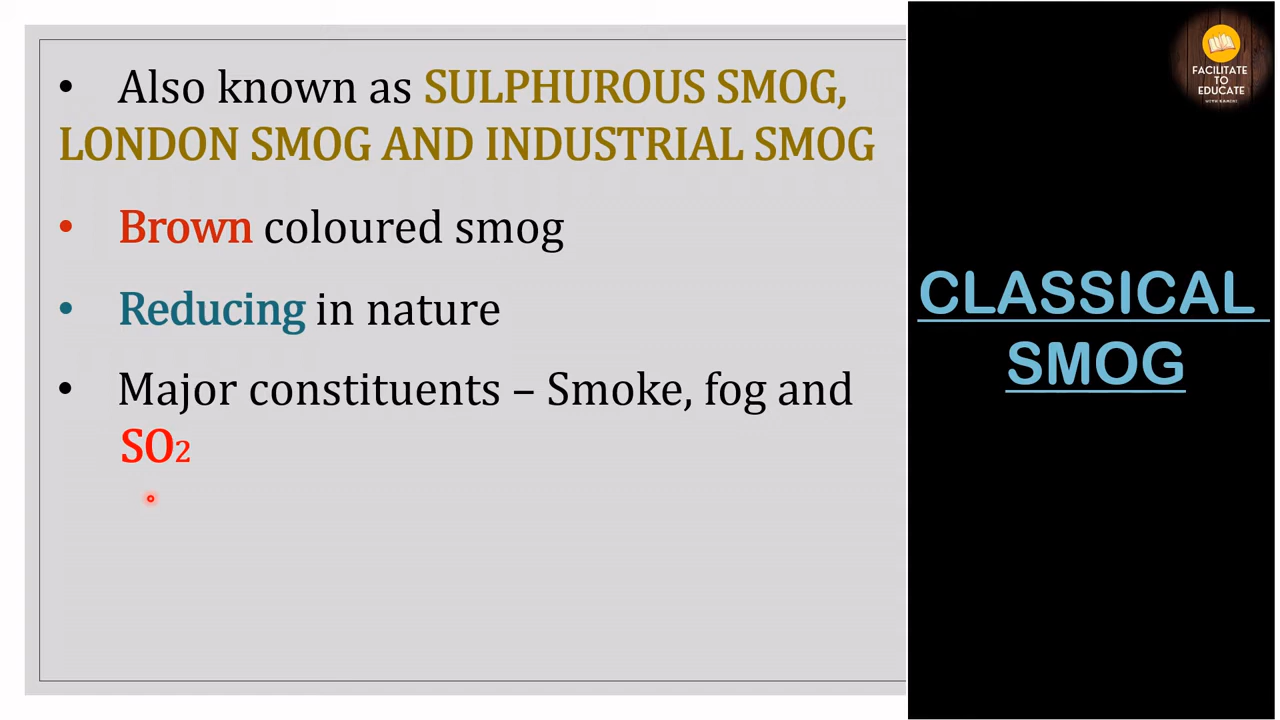 • Also known as SULPHUROUS SMOG,
LONDON SMOG AND INDUSTRIAL SMOG
• Brown coloured smog
• Reducing in nature
• Major constituents – Smoke, fog and
SO2
CLASSICAL
SMOG
FACILITATE
TO
EDUCATE